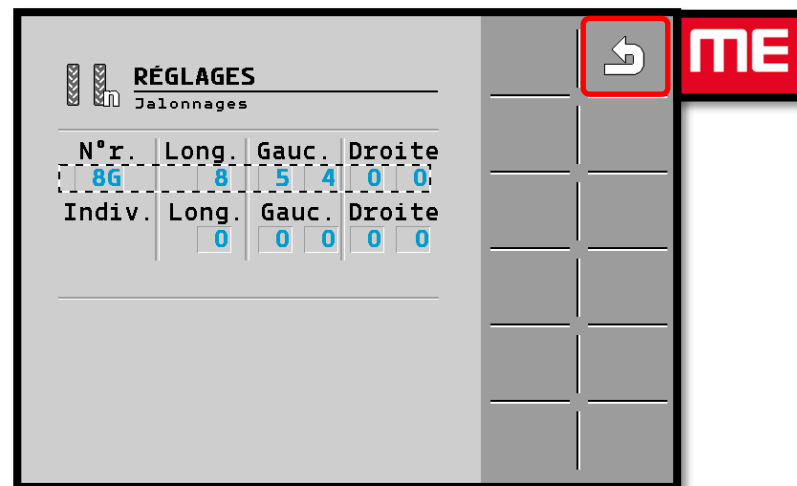 ME
RÉGLAGES
Jalonnages
n
N°r. Long. Gauc. Droite
8G 8 5 4 0 0
Indiv. Long. Gauc. Droite
0 0 0 0 0